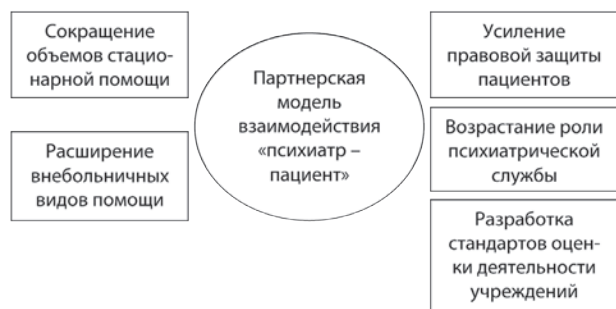 Сокращение
объемов стацио-
нарной помощи
Расширение
внебольничных
видов помощи
Партнерская
модель
взаимодействия
«психиатр –
пациент»
Усиление
правовой защиты
пациентов
Возрастание роли
психиатрической
службы
Разработка
стандартов оцен-
ки деятельности
учреждений